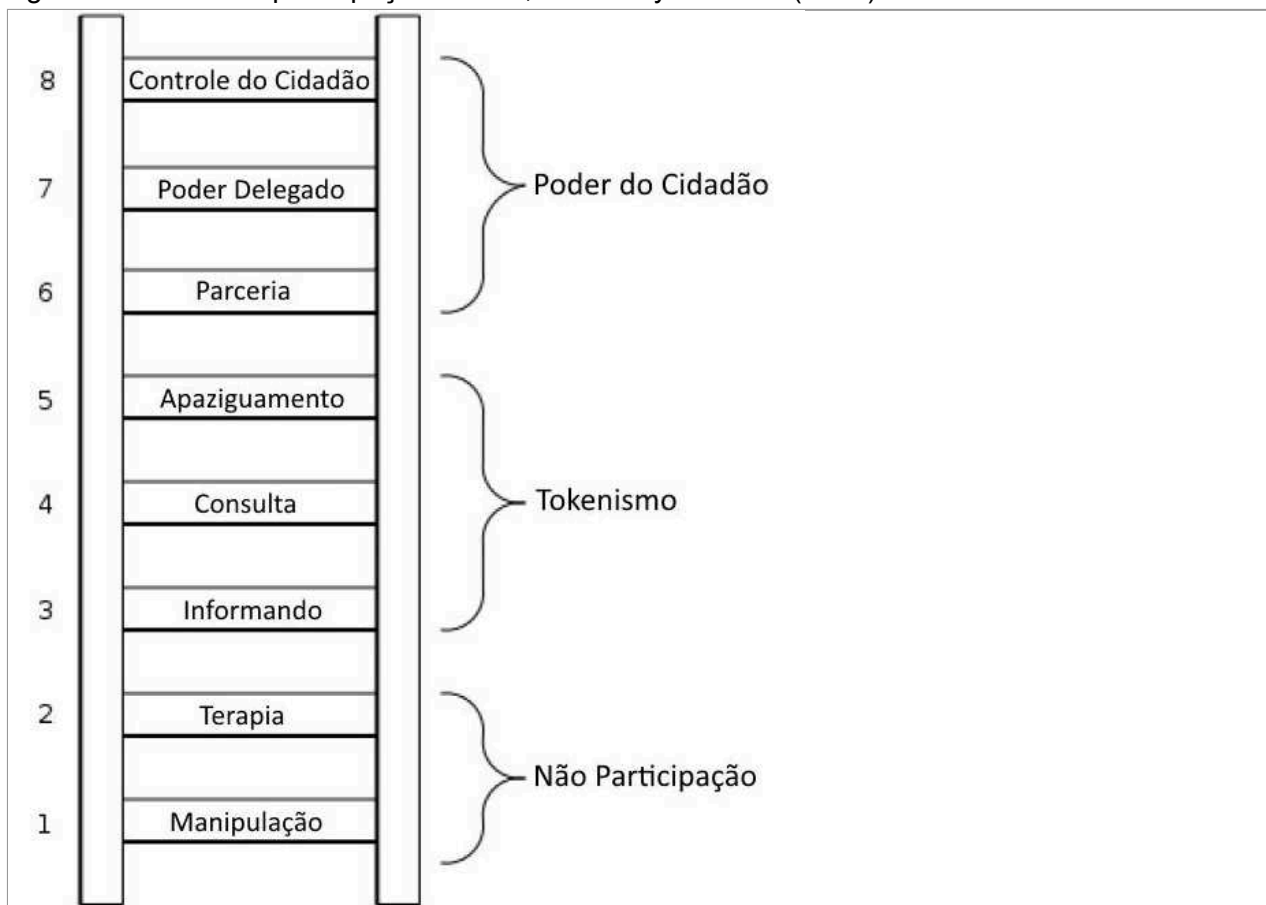 8 Controle do Cidadão
7 Poder Delegado
Poder do Cidadão
6 Parceria
5 Apaziguamento
4 Consulta
Tokenismo
3 Informando
2 Terapia
Não Participação
1 Manipulação